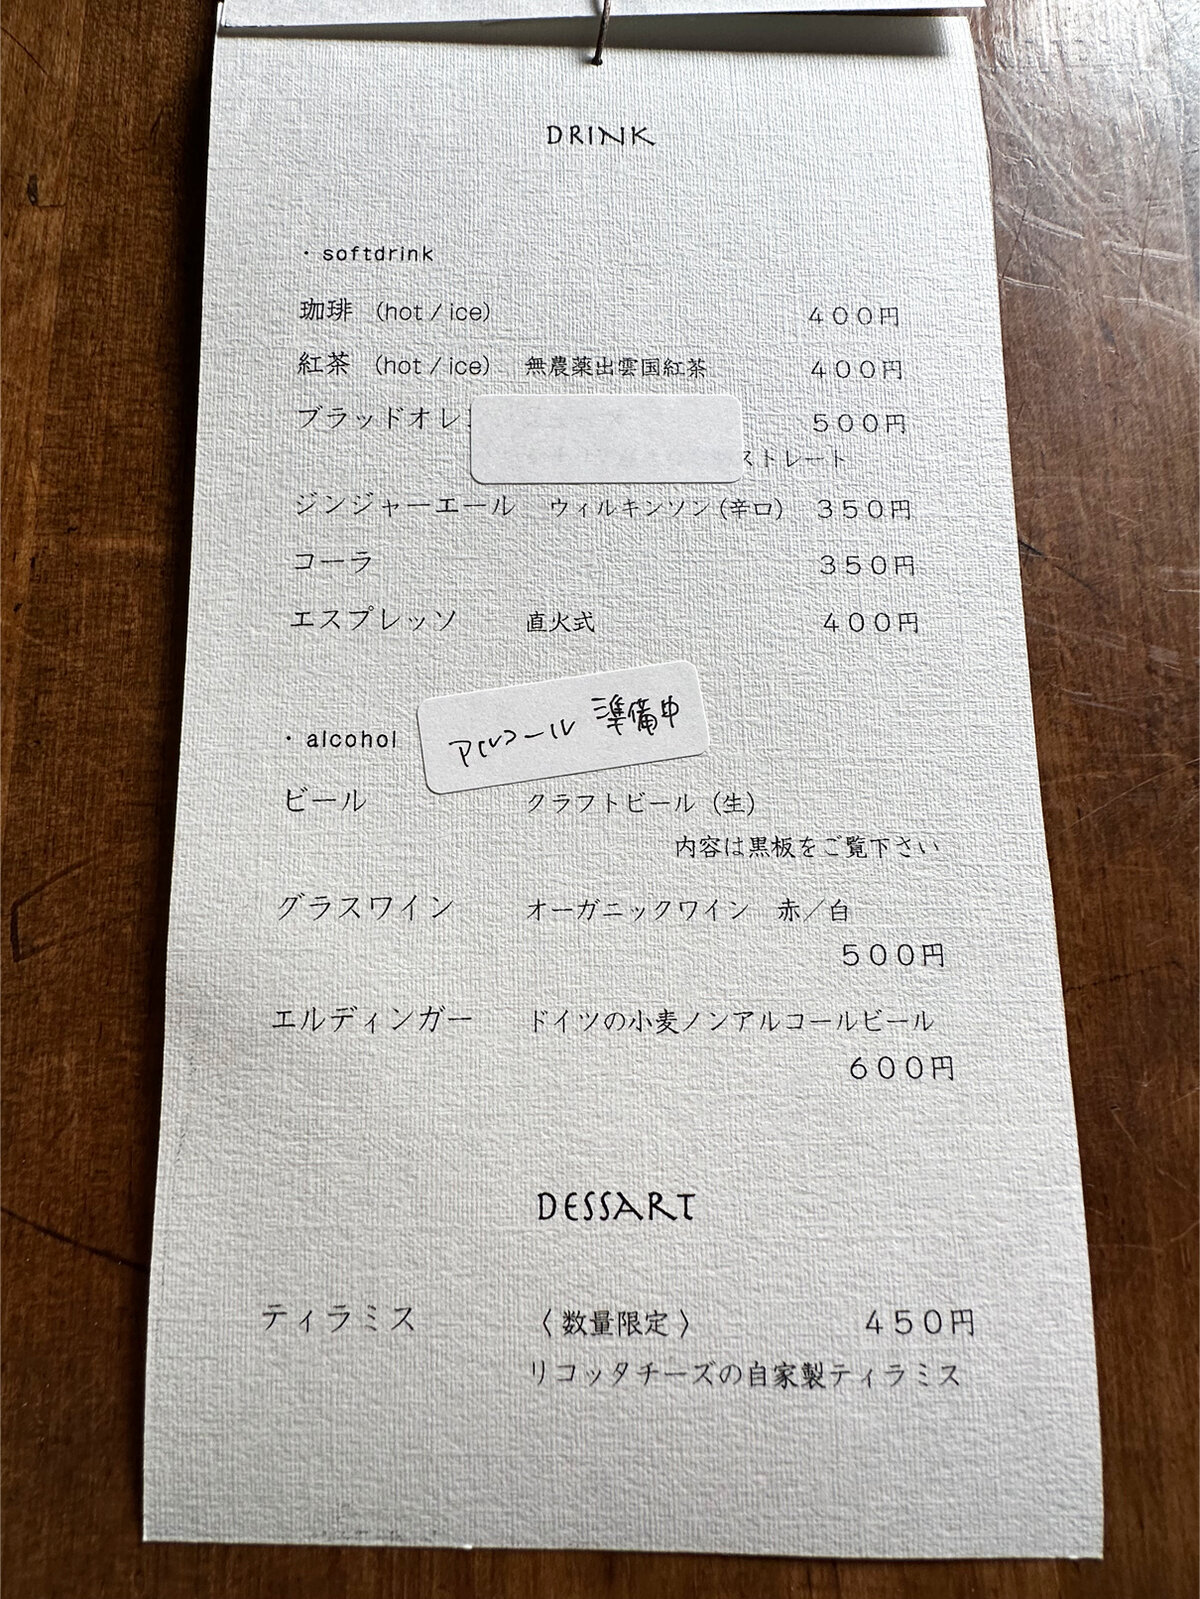 DRINK
・softdrink
珈琲 (hot / ice) 400円
紅茶 (hot / ice) 無農薬出雲国紅茶 400円
ブラッドオレ 500円
ストレート
ジンジャーエール ウィルキンソン(辛口) 350円
コーラ 350円
エスプレッソ 直火式 400円
アルコール 準備中
・alcohol
ビール クラフトビール (生)
内容は黒板をご覧下さい
グラスワイン オーガニックワイン 赤／白
500円
エルディンガー ドイツの小麦ノンアルコールビール
600円
DESSART
ティラミス 〈数量限定〉 450円
リコッタチーズの自家製ティラミス